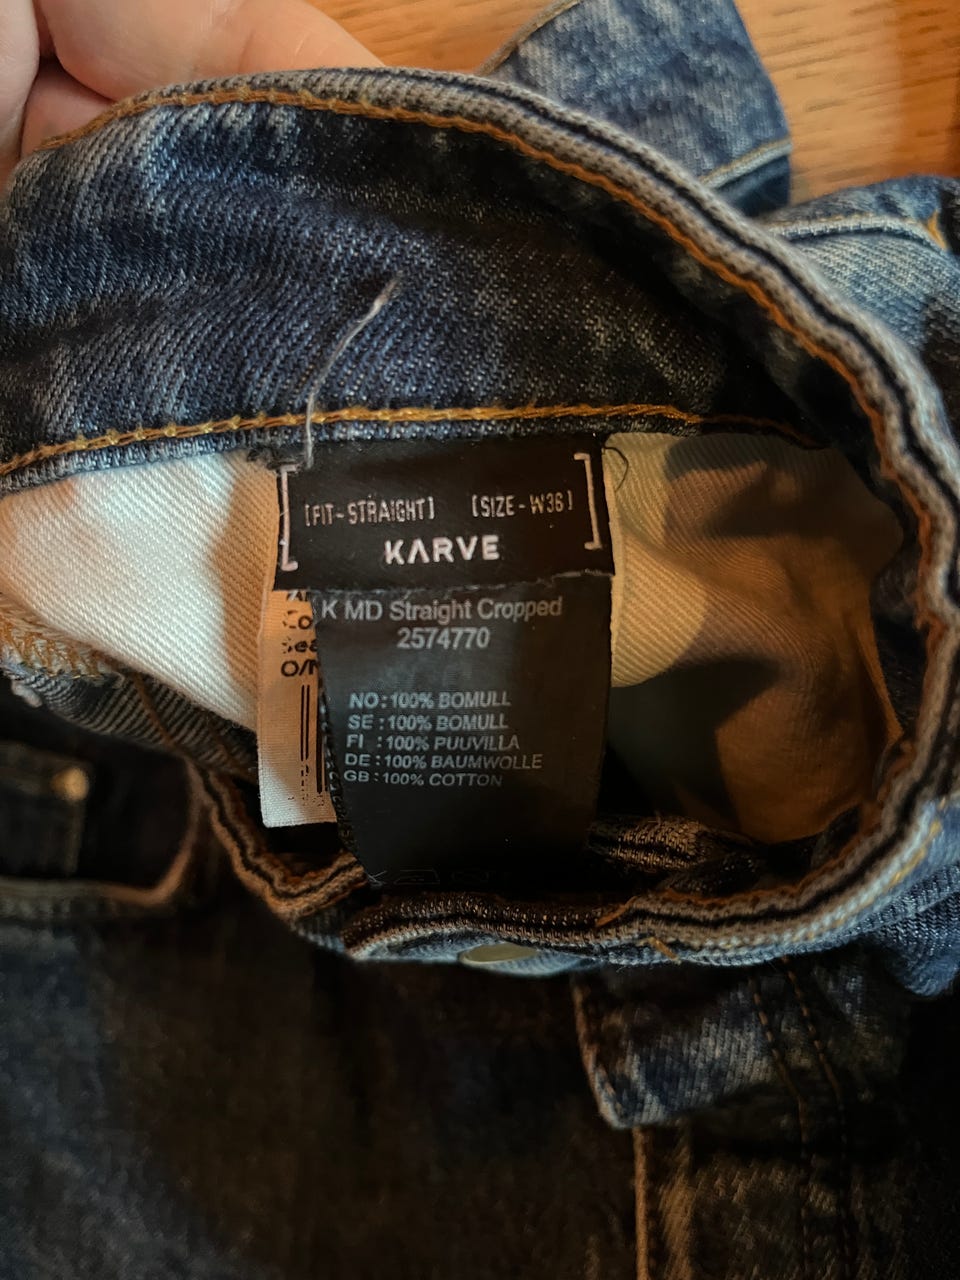 [FIT-STRAIGHT] [SIZE-W36]
KARVE
K MD Straight Cropped
2574770
NO:100% BOMULL
SE:100% BOMULL
FI :100% PUUVILLA
DE:100% BAUMWOLLE
GB:100% COTTON